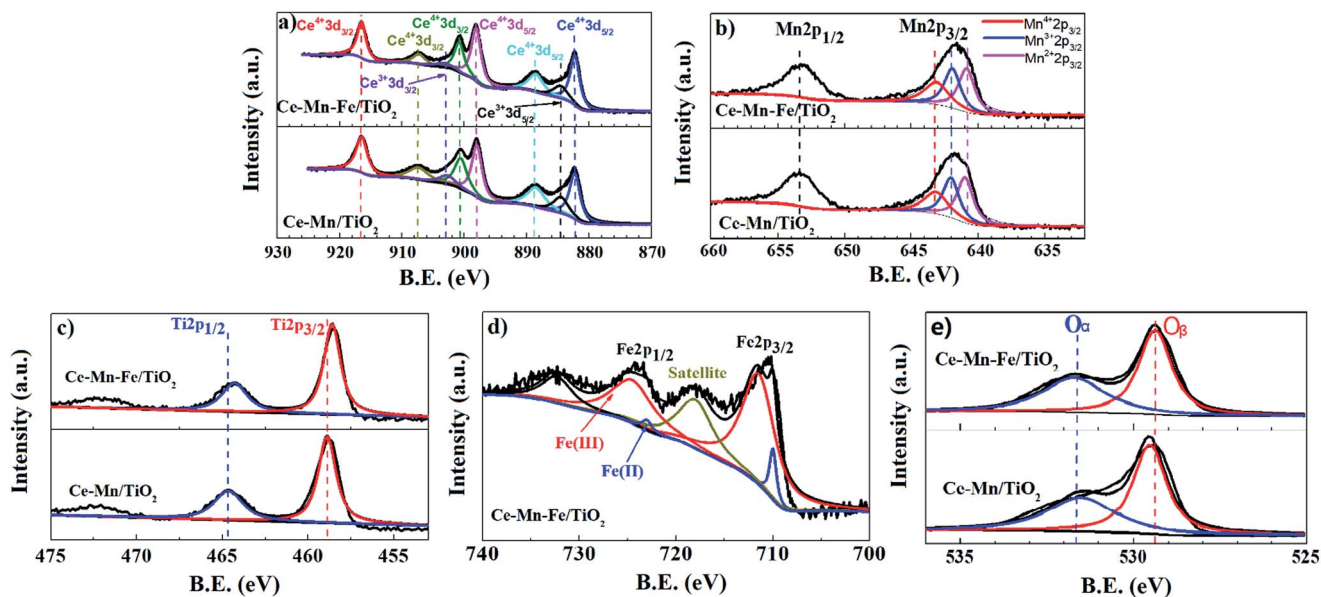 a)
Ce⁴⁺3d₃/₂
Ce⁴⁺3d₃/₂
Ce⁴⁺3d₃/₂
Ce⁴⁺3d₅/₂
Ce⁴⁺3d₅/₂
Ce⁴⁺3d₅/₂
Ce³⁺3d₃/₂
Ce³⁺3d₅/₂
Ce-Mn-Fe/TiO₂
Ce-Mn/TiO₂
Intensity (a.u.)
930 920 910 900 890 880 870
B.E. (eV)
b)
Mn2p₁/₂
Mn2p₃/₂
Mn⁴⁺2p₃/₂
Mn³⁺2p₃/₂
Mn²⁺2p₃/₂
Ce-Mn-Fe/TiO₂
Ce-Mn/TiO₂
Intensity (a.u.)
660 655 650 645 640 635
B.E. (eV)
c)
Ti2p₁/₂
Ti2p₃/₂
Ce-Mn-Fe/TiO₂
Ce-Mn/TiO₂
Intensity (a.u.)
475 470 465 460 455
B.E. (eV)
d)
Fe2p₁/₂
Fe2p₃/₂
Satellite
Fe(III)
Fe(II)
Ce-Mn-Fe/TiO₂
Intensity (a.u.)
740 730 720 710 700
B.E. (eV)
e)
Oα
Oβ
Ce-Mn-Fe/TiO₂
Ce-Mn/TiO₂
Intensity (a.u.)
535 530 525
B.E. (eV)